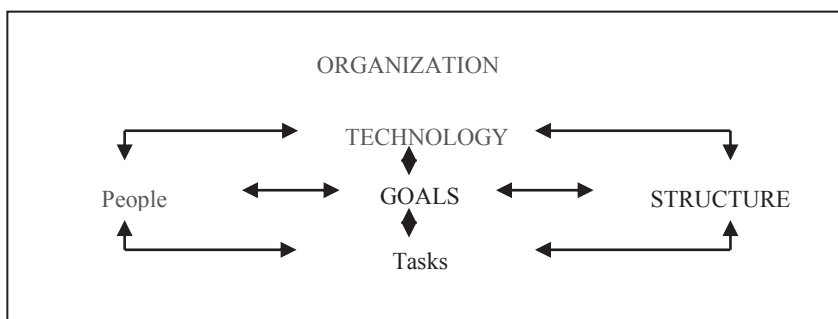 ORGANIZATION
TECHNOLOGY
People GOALS STRUCTURE
Tasks